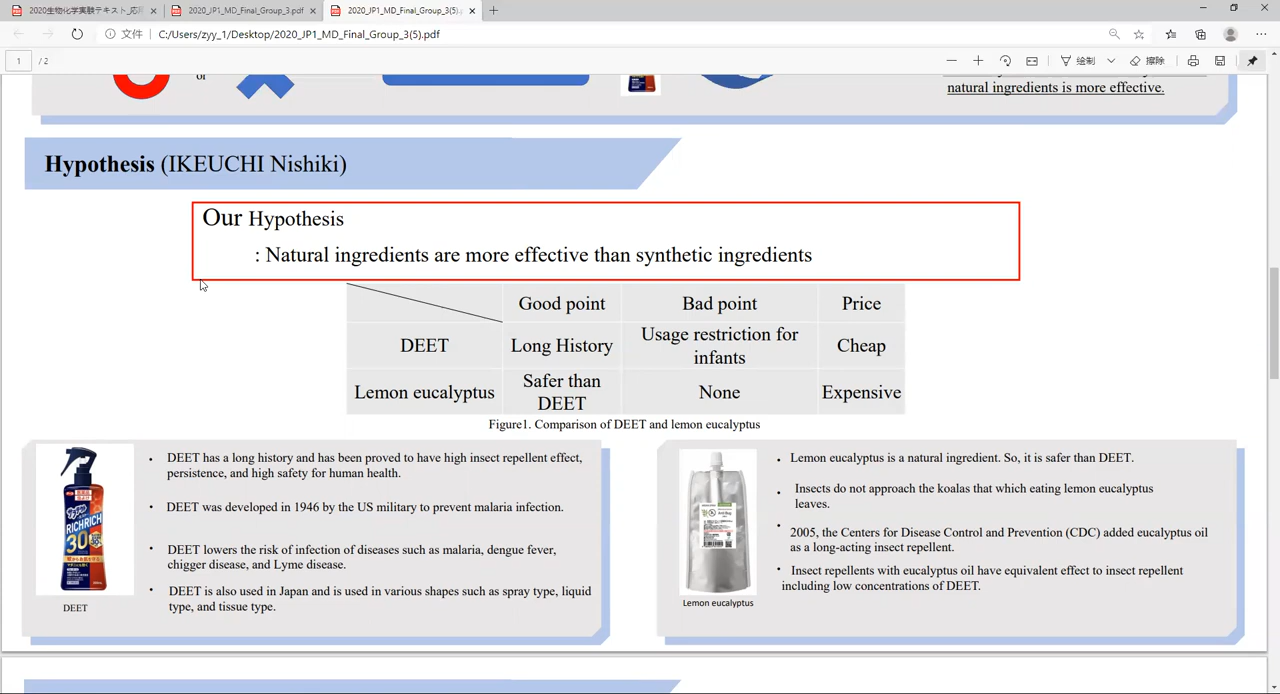 2020生物化学実験テキスト_応
2020_JP1_MD_Final_Group_3.pdf
2020_JP1_MD_Final_Group_3(5).pdf
文件
C:/Users/zyy_1/Desktop/2020_JP1_MD_Final_Group_3(5).pdf
1 / 2
绘制
擦除
or
natural ingredients is more effective.
Hypothesis (IKEUCHI Nishiki)
Our Hypothesis
: Natural ingredients are more effective than synthetic ingredients
Good point Bad point Price
DEET Long History Usage restriction for infants Cheap
Lemon eucalyptus Safer than DEET None Expensive
Figure1. Comparison of DEET and lemon eucalyptus
• DEET has a long history and has been proved to have high insect repellent effect,
persistence, and high safety for human health.
• DEET was developed in 1946 by the US military to prevent malaria infection.
• DEET lowers the risk of infection of diseases such as malaria, dengue fever,
chigger disease, and Lyme disease.
• DEET is also used in Japan and is used in various shapes such as spray type, liquid
type, and tissue type.
RICHRICH
30
DEET
• Lemon eucalyptus is a natural ingredient. So, it is safer than DEET.
• Insects do not approach the koalas that which eating lemon eucalyptus
leaves.
• 2005, the Centers for Disease Control and Prevention (CDC) added eucalyptus oil
as a long-acting insect repellent.
• Insect repellents with eucalyptus oil have equivalent effect to insect repellent
including low concentrations of DEET.
Lemon eucalyptus